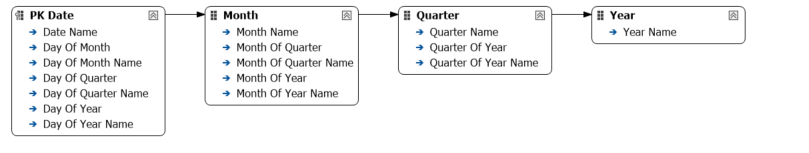 PK Date
Date Name
Day Of Month
Day Of Month Name
Day Of Quarter
Day Of Quarter Name
Day Of Year
Day Of Year Name
Month
Month Name
Month Of Quarter
Month Of Quarter Name
Month Of Year
Month Of Year Name
Quarter
Quarter Name
Quarter Of Year
Quarter Of Year Name
Year
Year Name